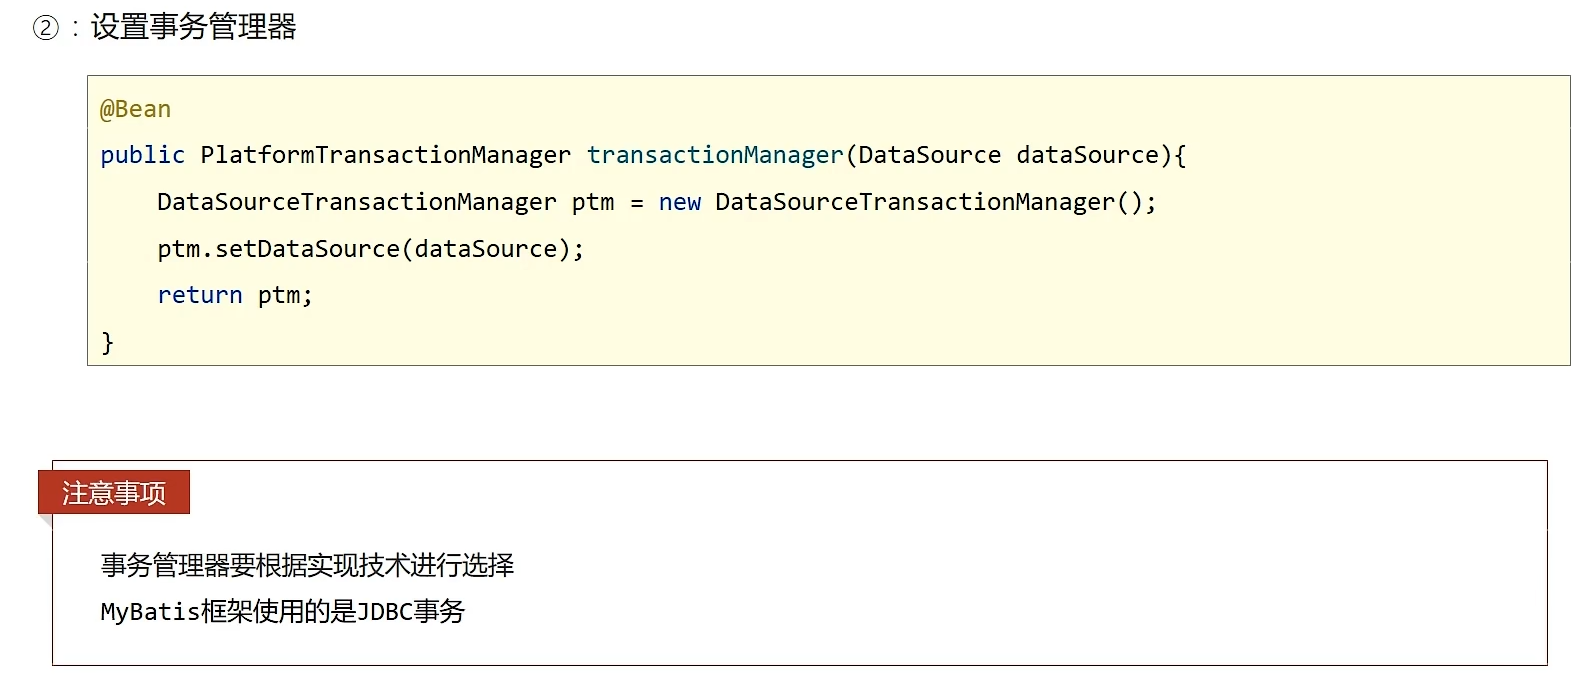 ②：设置事务管理器
@Bean
public PlatformTransactionManager transactionManager(DataSource dataSource){
    DataSourceTransactionManager ptm = new DataSourceTransactionManager();
    ptm.setDataSource(dataSource);
    return ptm;
}
注意事项
事务管理器要根据实现技术进行选择
MyBatis框架使用的是JDBC事务